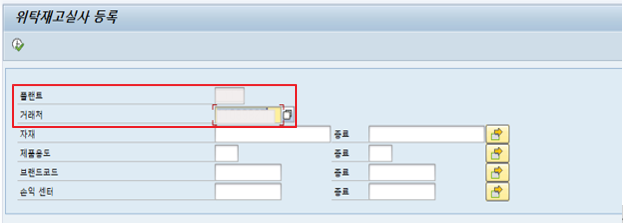 위탁재고실사 등록
플랜트
거래처
자재 종료
제품용도 종료
브랜드코드 종료
손익 센터 종료